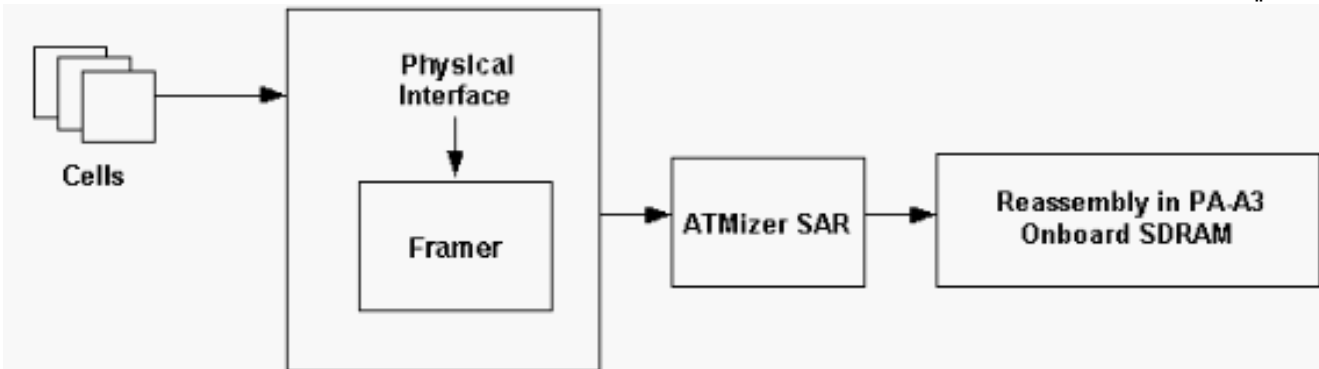 Cells
Physical
Interface
Framer
ATMizer SAR
Reassembly in PA-A3
Onboard SDRAM